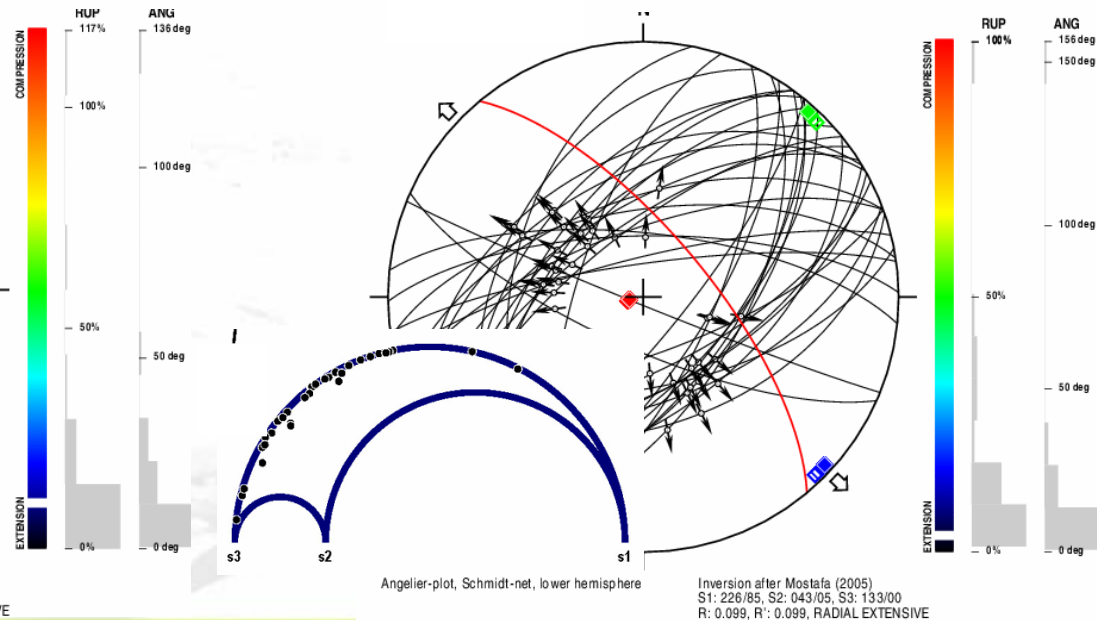 RUP ANG
117% 136 deg
COMPRESSION
100%
100 deg
50%
50 deg
EXTENSION
0% 0 deg
N
RUP ANG
100% 156 deg
150 deg
COMPRESSION
100 deg
50%
50 deg
EXTENSION
0% 0 deg
s3 s2 s1
Angelier-plot, Schmidt-net, lower hemisphere
Inversion after Mostafa (2005)
S1: 226/85, S2: 043/05, S3: 133/00
R: 0.099, R': 0.099, RADIAL EXTENSIVE